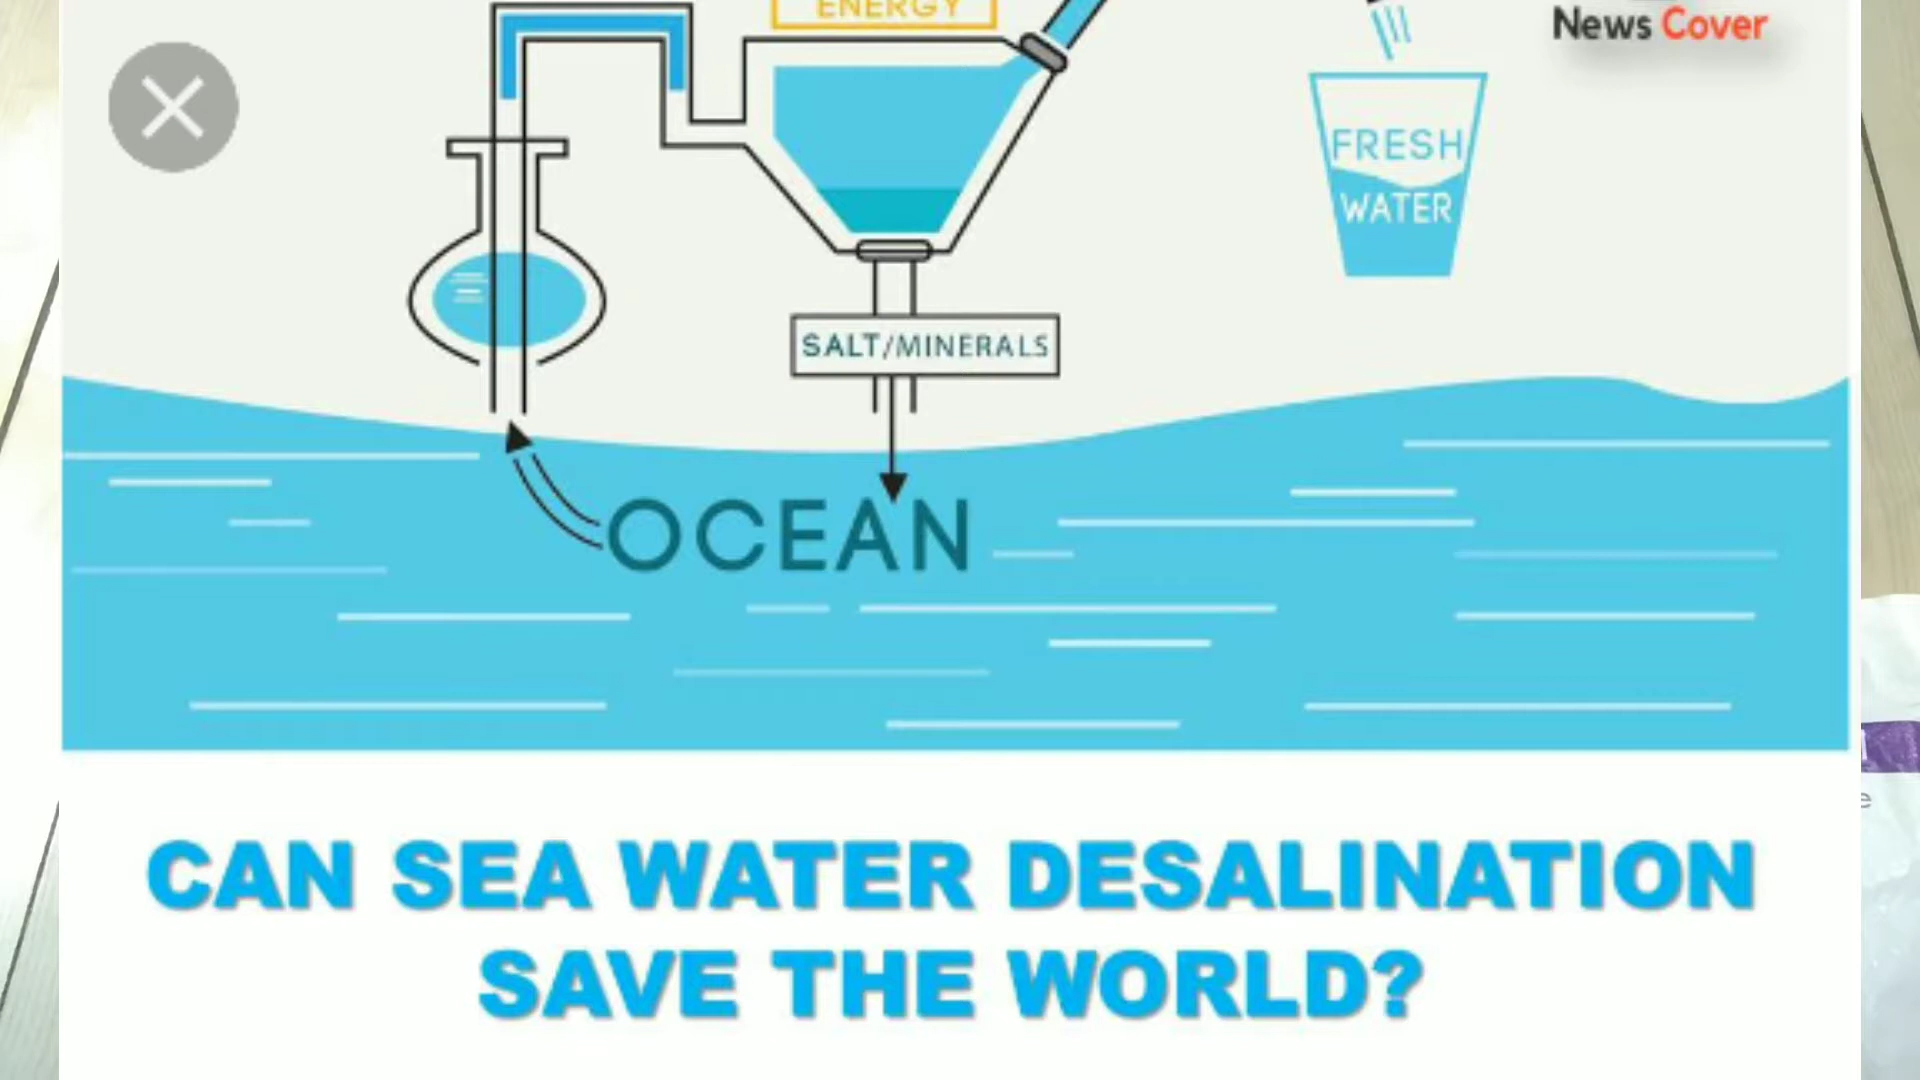 ENERGY
News Cover
FRESH
WATER
SALT/MINERALS
OCEAN
CAN SEA WATER DESALINATION
SAVE THE WORLD?